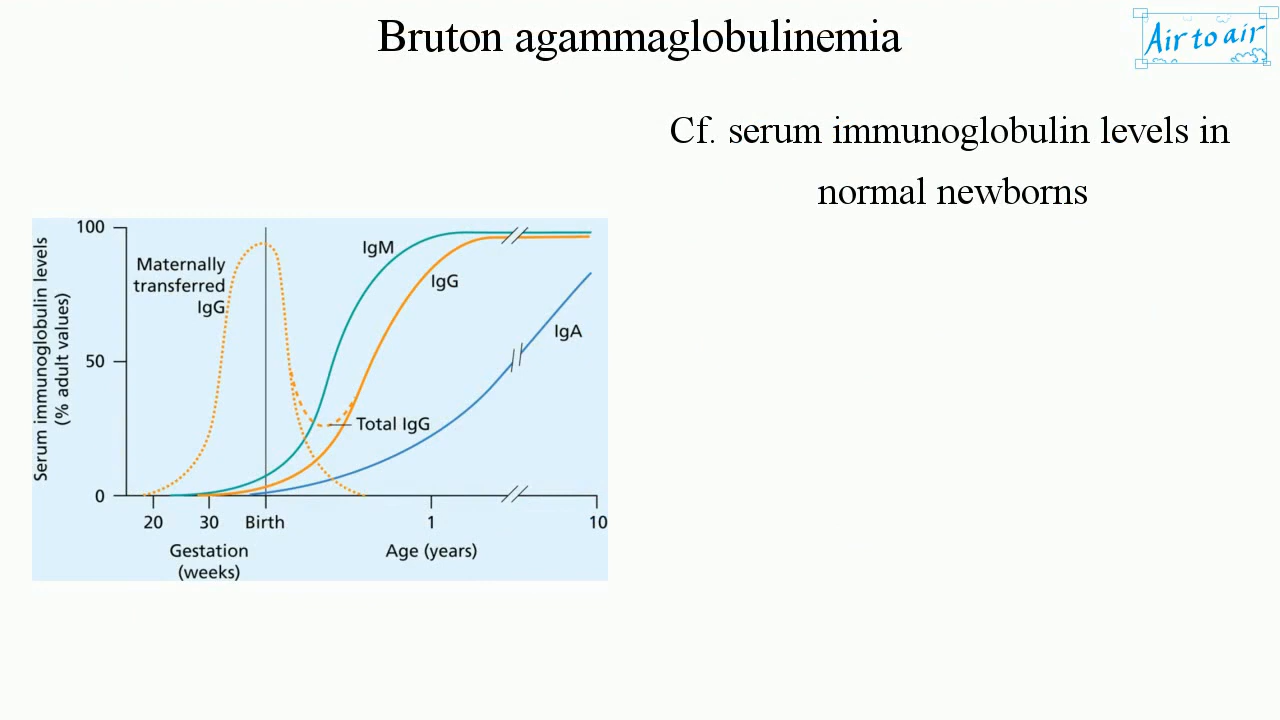 Bruton agammaglobulinemia
Air to air
Cf. serum immunoglobulin levels in
normal newborns
Serum immunoglobulin levels
(% adult values)
100
50
0
Maternally
transferred
IgG
IgM
IgG
IgA
Total IgG
20
30
Birth
1
10
Gestation
(weeks)
Age (years)